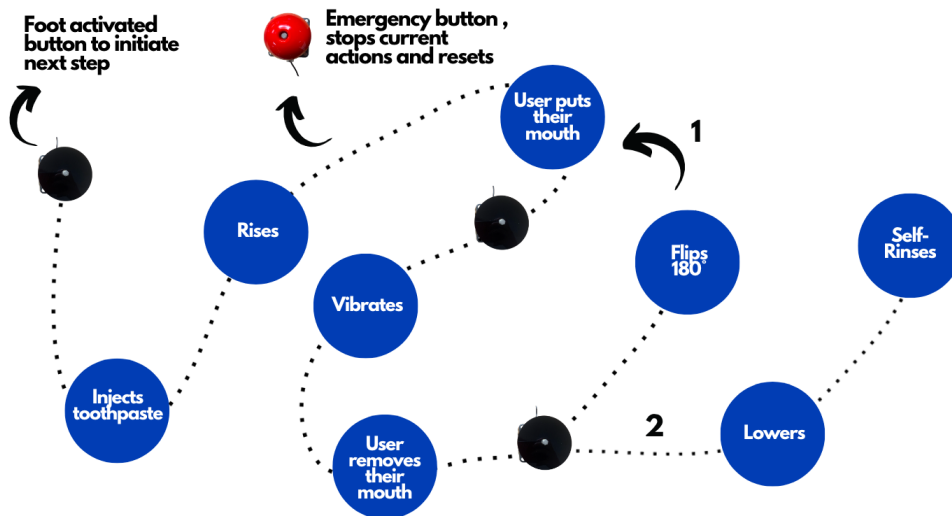 Foot activated
button to initiate
next step
Emergency button ,
stops current
actions and resets
User puts
their
mouth
1
Rises
Flips
180°
Self-
Rinses
Vibrates
Injects
toothpaste
User
removes
their
mouth
2
Lowers